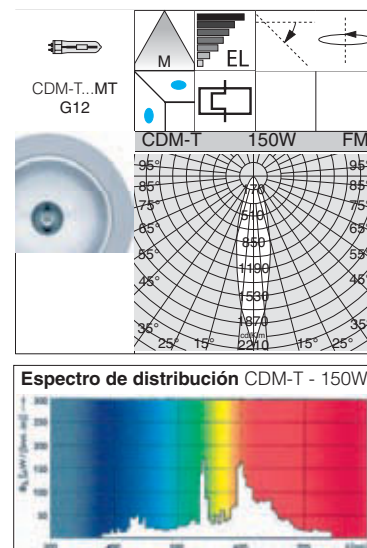 M
EL
CDM-T...MT
G12
CDM-T 150W FM
95° 95°
85° 85°
75° 170 75°
65° 510 65°
55° 850 55°
45° 1190 45°
1530
35° 1870 35°
25° 15° 2210 15° 25°
Espectro de distribución CDM-T - 150W
300